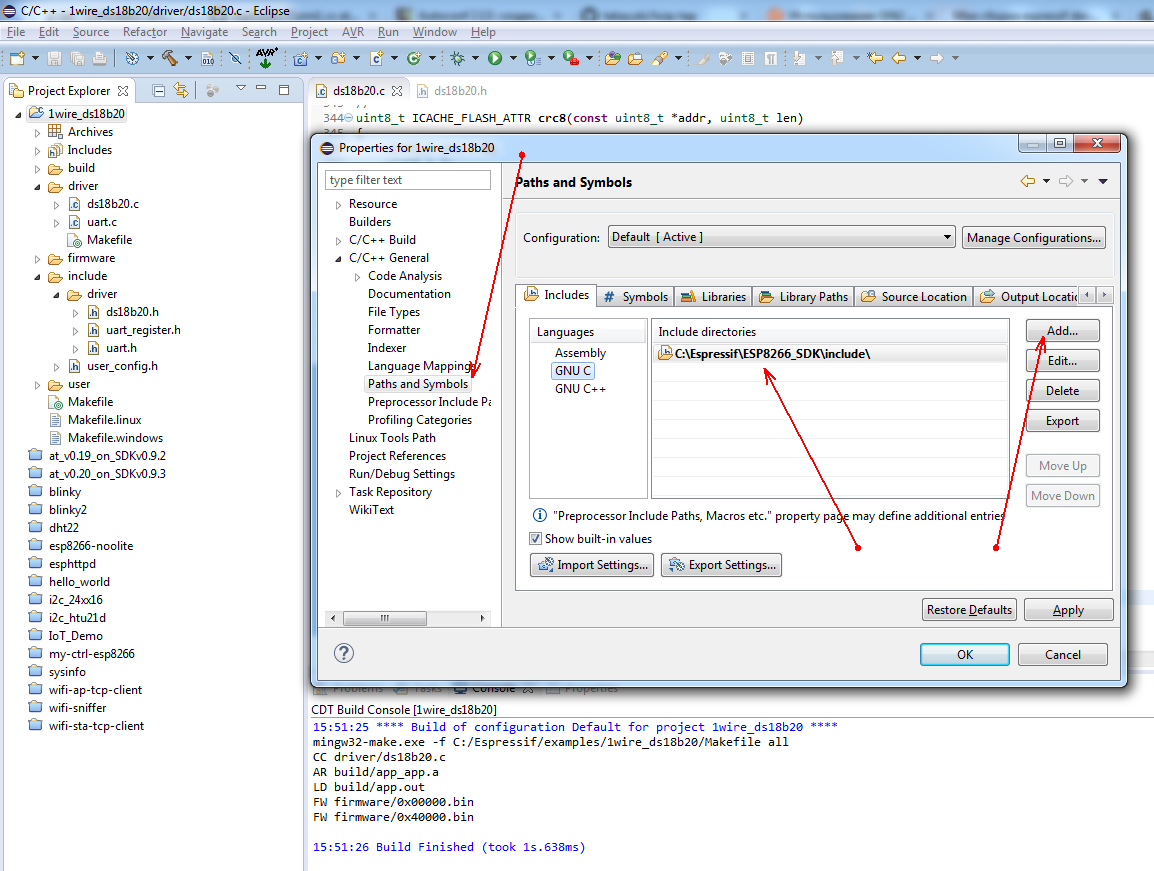 C/C++ - 1wire_ds18b20/driver/ds18b20.c - Eclipse
File Edit Source Refactor Navigate Search Project AVR Run Window Help
010 AVR
Project Explorer
1wire_ds18b20
Archives
Includes
build
driver
ds18b20.c
uart.c
Makefile
firmware
include
driver
ds18b20.h
uart_register.h
uart.h
user_config.h
user
Makefile
Makefile.linux
Makefile.windows
at_v0.19_on_SDKv0.9.2
at_v0.20_on_SDKv0.9.3
blinky
blinky2
dht22
esp8266-noolite
esphttpd
hello_world
i2c_24xx16
i2c_htu21d
IoT_Demo
my-ctrl-esp8266
sysinfo
wifi-ap-tcp-client
wifi-sniffer
wifi-sta-tcp-client
ds18b20.c ds18b20.h
344 uint8_t ICACHE_FLASH_ATTR crc8(const uint8_t *addr, uint8_t len)
345 {
Properties for 1wire_ds18b20
type filter text
Resource
Builders
C/C++ Build
C/C++ General
Code Analysis
Documentation
File Types
Formatter
Indexer
Language Mappings
Paths and Symbols
Preprocessor Include Pa
Profiling Categories
Linux Tools Path
Project References
Run/Debug Settings
Task Repository
WikiText
Paths and Symbols
Configuration: Default [ Active ] Manage Configurations...
Includes # Symbols Libraries Library Paths Source Location Output Locatio
Languages
Assembly
GNU C
GNU C++
Include directories
C:\Espressif\ESP8266_SDK\include\
Add...
Edit...
Delete
Export
Move Up
Move Down
"Preprocessor Include Paths, Macros etc." property page may define additional entries
Show built-in values
Import Settings... Export Settings...
Restore Defaults Apply
OK Cancel
Problems Tasks Console Properties
CDT Build Console [1wire_ds18b20]
15:51:25 **** Build of configuration Default for project 1wire_ds18b20 ****
mingw32-make.exe -f C:/Espressif/examples/1wire_ds18b20/Makefile all
CC driver/ds18b20.c
AR build/app_app.a
LD build/app.out
FW firmware/0x00000.bin
FW firmware/0x40000.bin
15:51:26 Build Finished (took 1s.638ms)